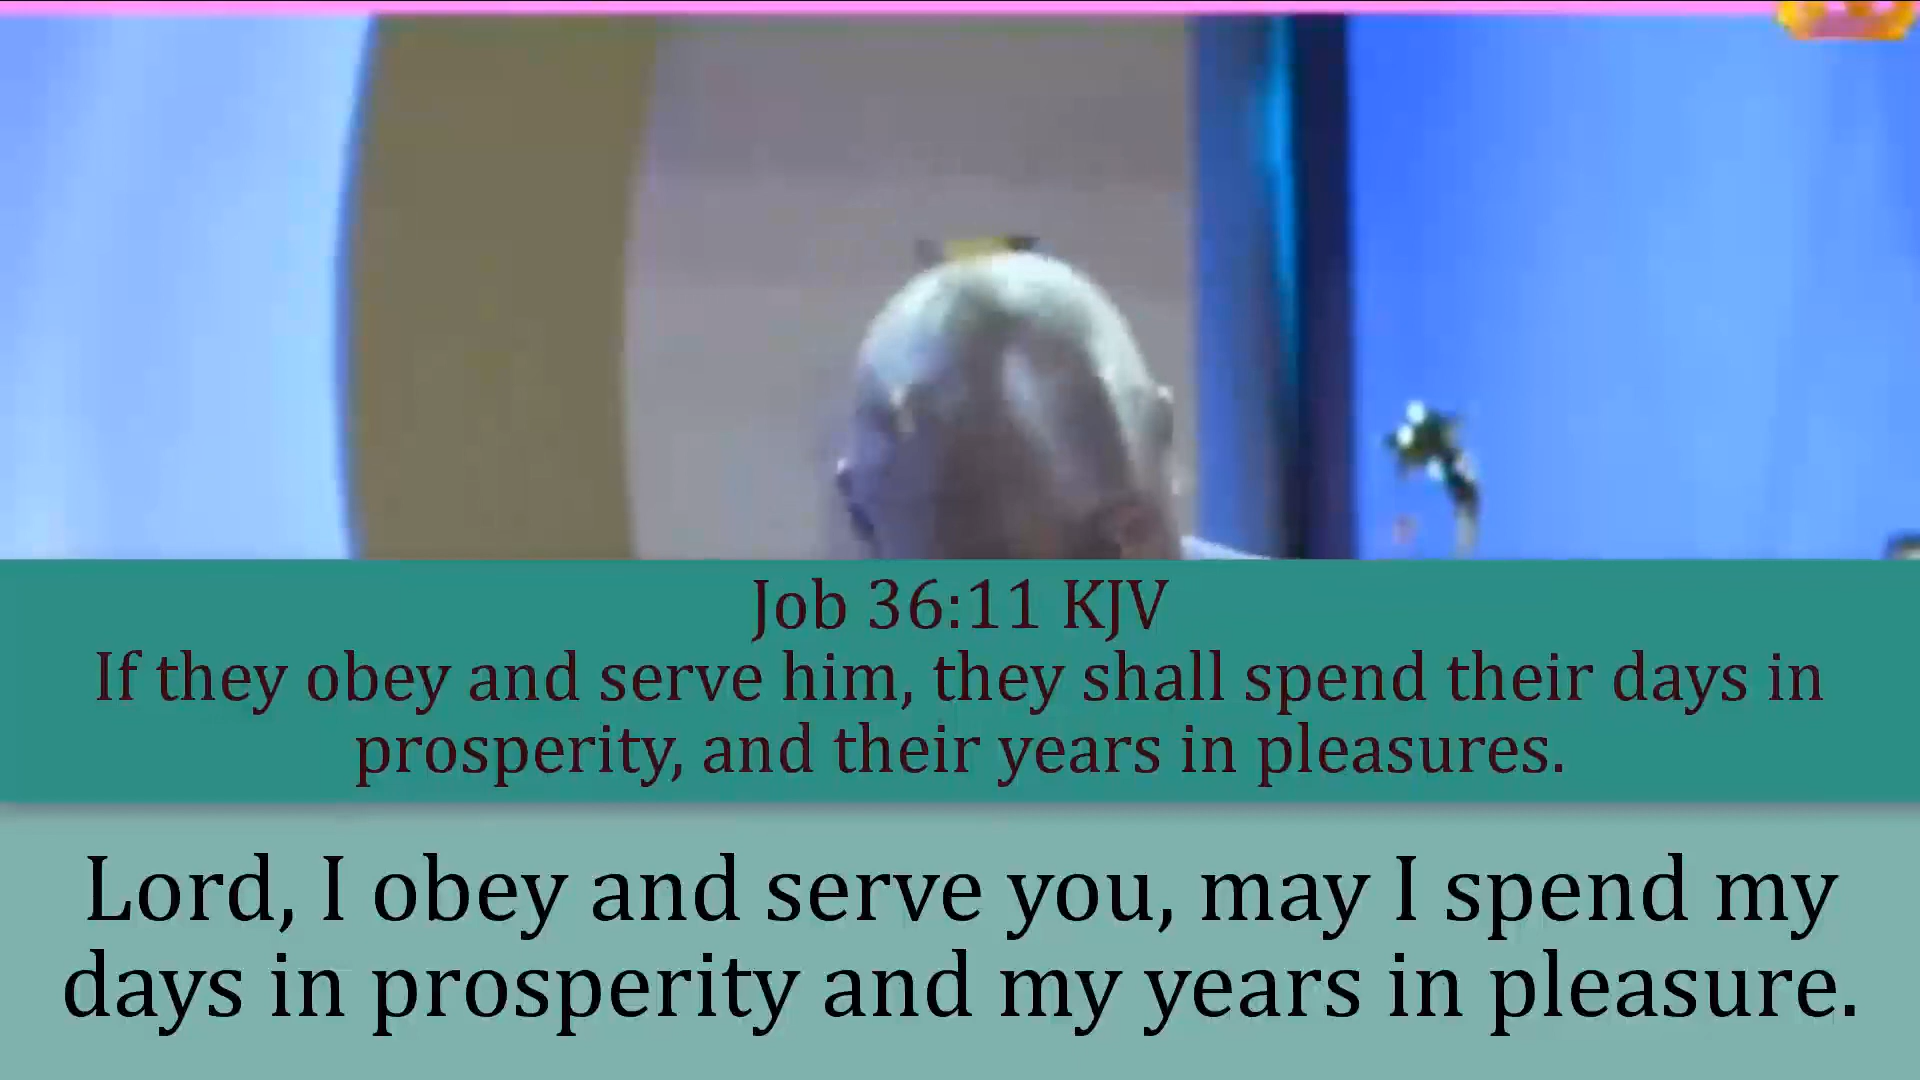 Job 36:11 KJV
If they obey and serve him, they shall spend their days in
prosperity, and their years in pleasures.
Lord, I obey and serve you, may I spend my
days in prosperity and my years in pleasure.